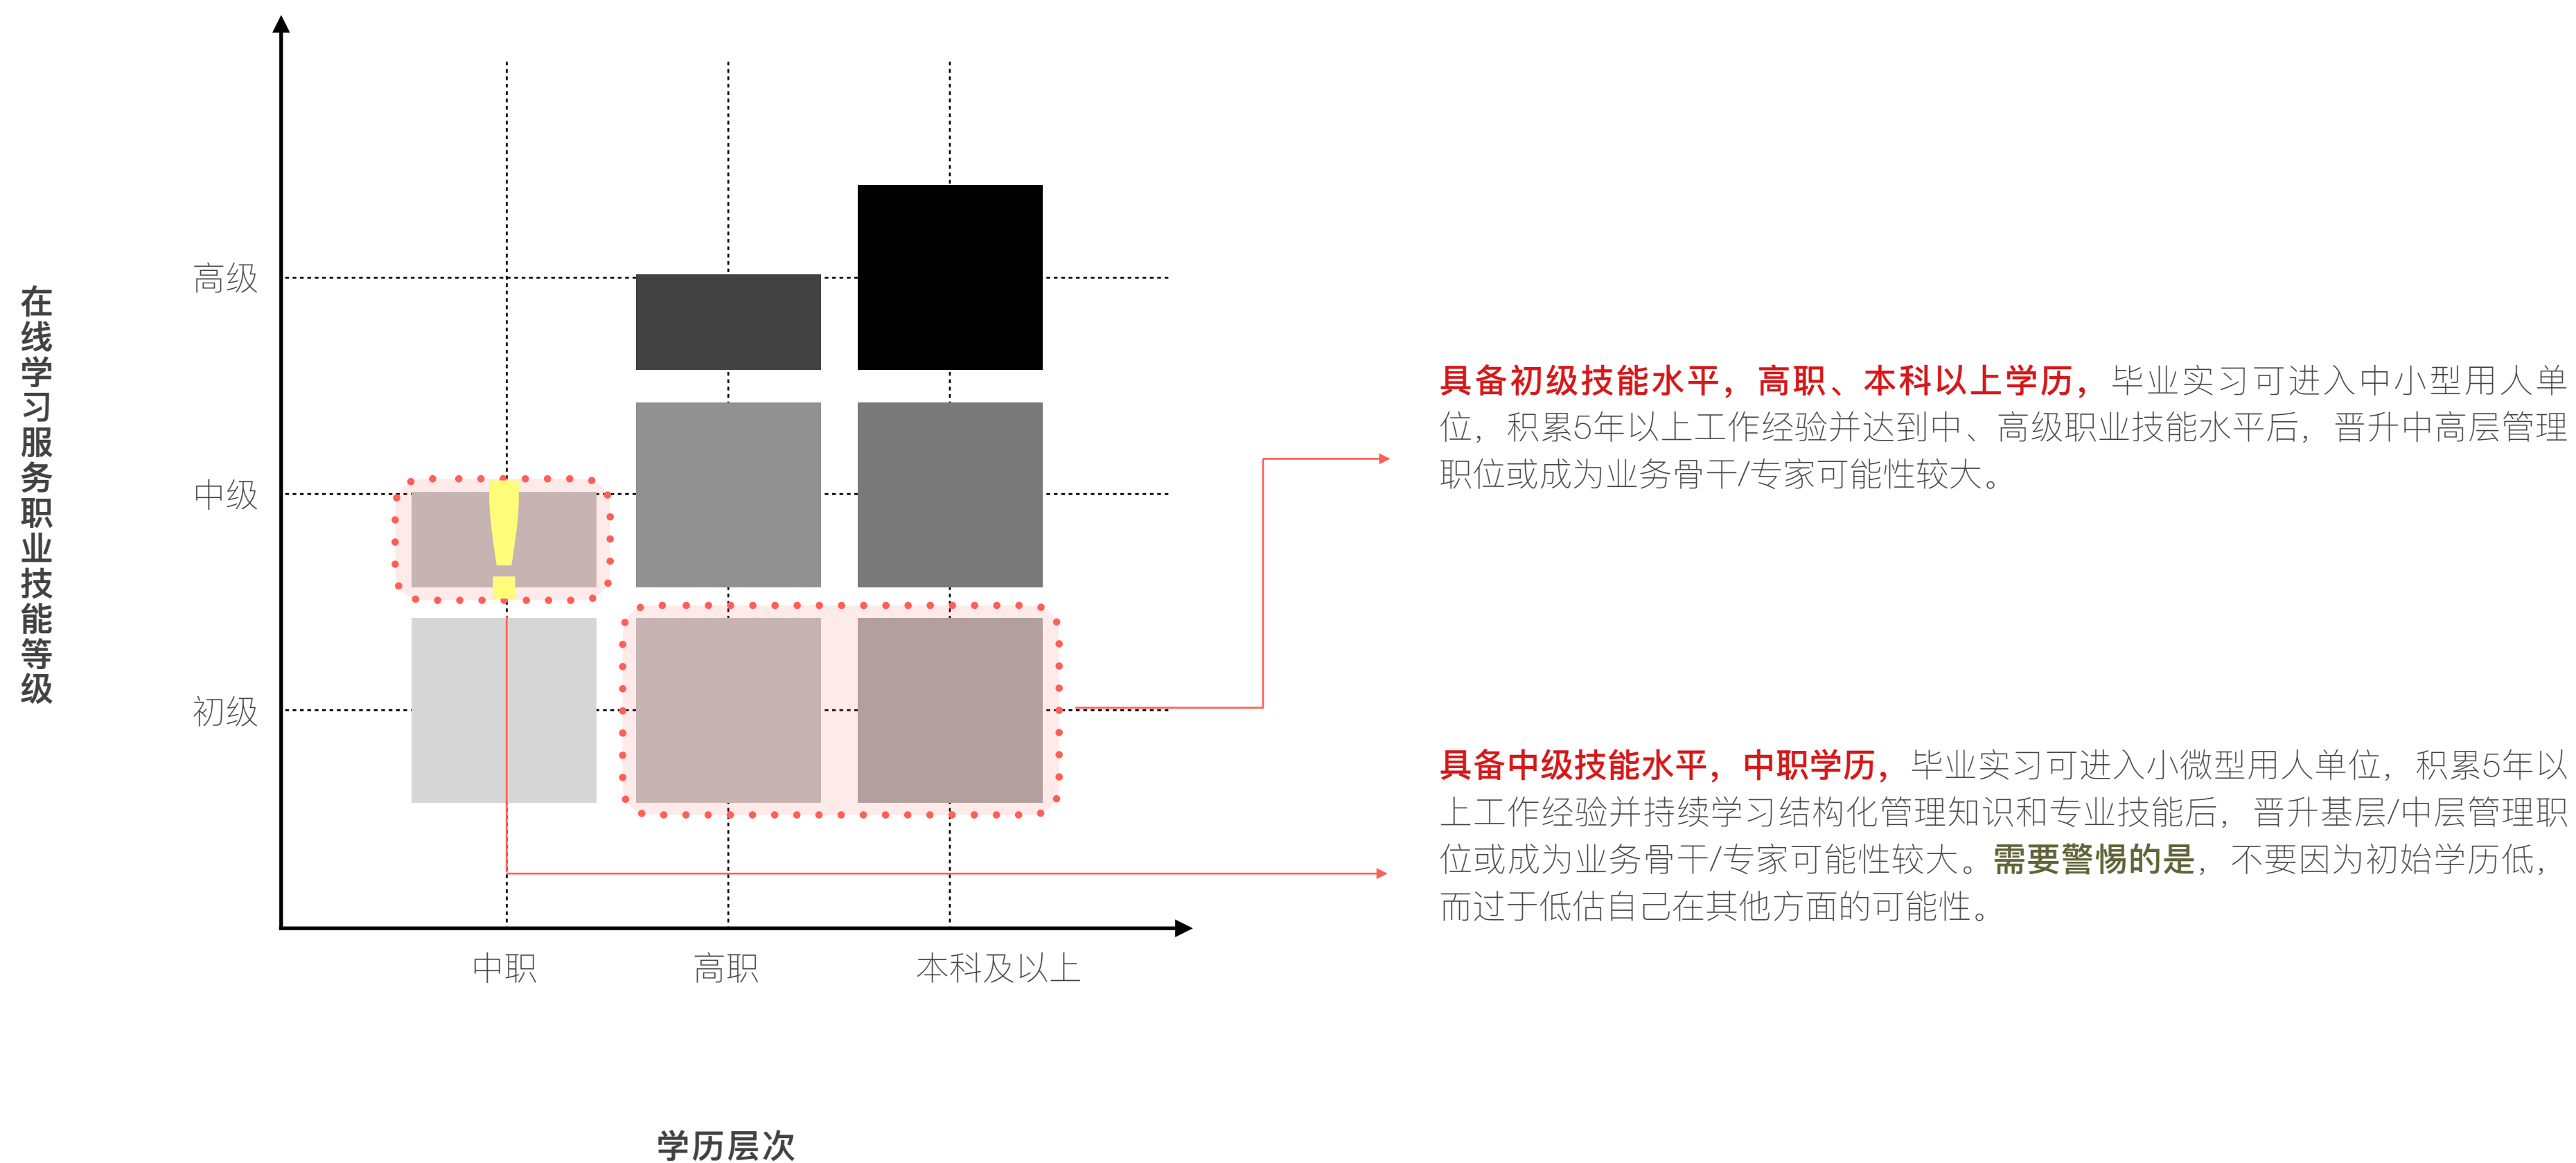 在线学习服务职业技能等级
高级
中级
初级
!
中职
高职
本科及以上
学历层次
具备初级技能水平，高职、本科以上学历，毕业实习可进入中小型用人单
位，积累5年以上工作经验并达到中、高级职业技能水平后，晋升中高层管理
职位或成为业务骨干/专家可能性较大。
具备中级技能水平，中职学历，毕业实习可进入小微型用人单位，积累5年以
上工作经验并持续学习结构化管理知识和专业技能后，晋升基层/中层管理职
位或成为业务骨干/专家可能性较大。需要警惕的是，不要因为初始学历低，
而过于低估自己在其他方面的可能性。